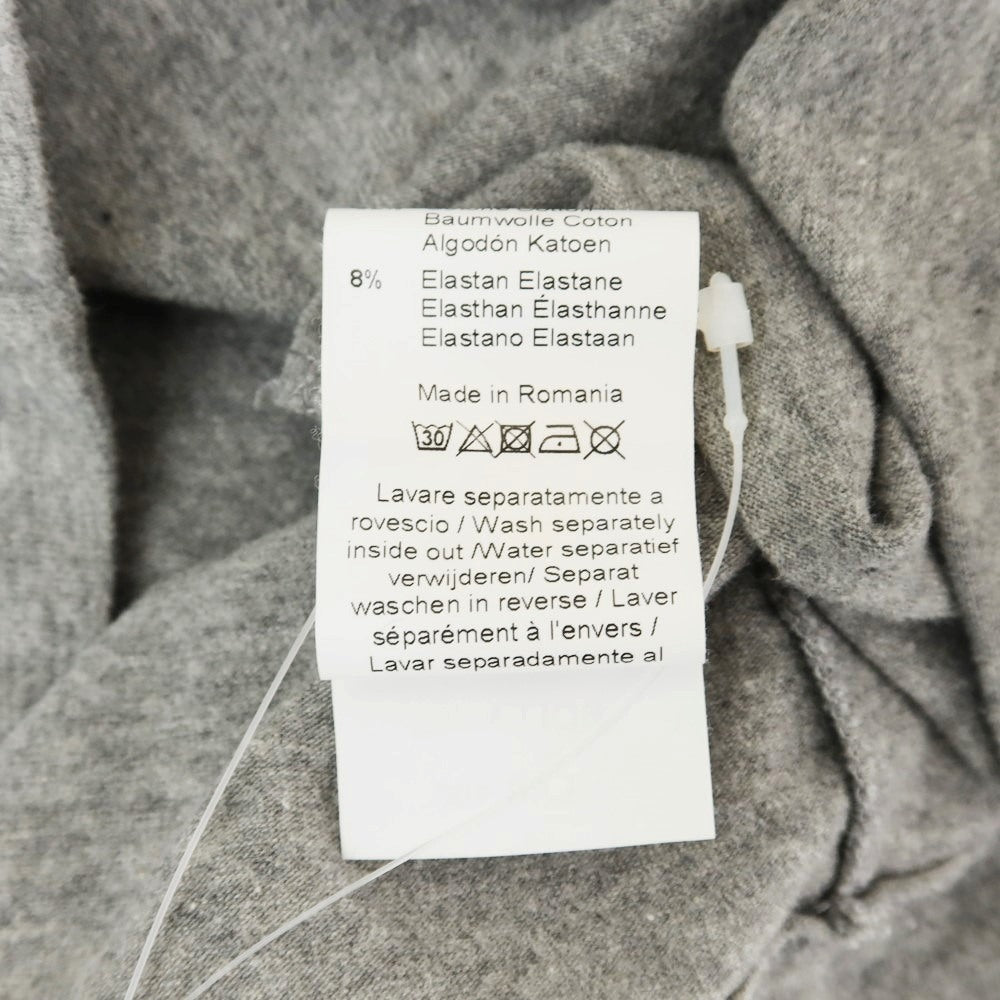 Baumwolle Coton
Algodón Katoen
8% Elastan Elastane
Elasthan Élasthanne
Elastano Elastaan
Made in Romania
30
Lavare separatamente a
rovescio / Wash separately
inside out /Water separatief
verwijderen/ Separat
waschen in reverse / Laver
séparément à l'envers /
Lavar separadamente al